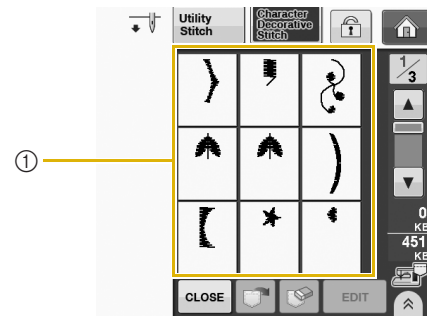 Utility
Stitch
Character
Decorative
Stitch
1/3
①
0
KB
451
KB
CLOSE
EDIT